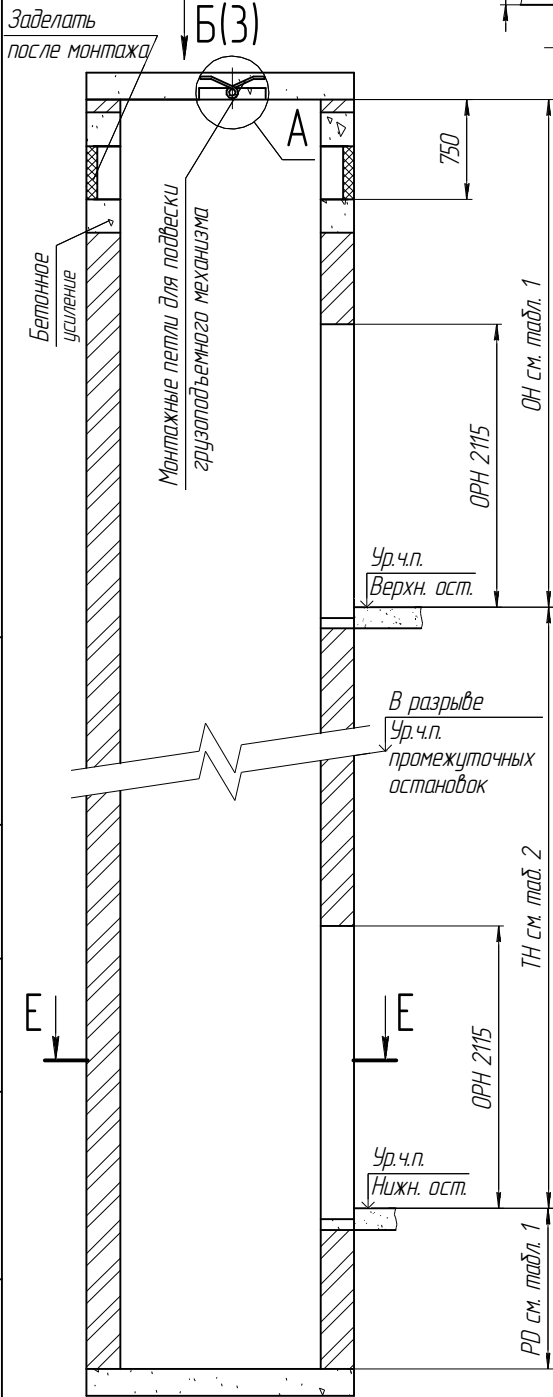 Заделать
после монтажа
Б(3)
А
750
Бетонное
усиление
Монтажные петли для подвески
грузоподъемного механизма
ОН см. табл. 1
ОРН 2115
Ур.ч.п.
Верхн. ост.
В разрыве
Ур.ч.п.
промежуточных
остановок
ТН см. таб. 2
Е
Е
ОРН 2115
Ур.ч.п.
Нижн. ост.
PD см. табл. 1